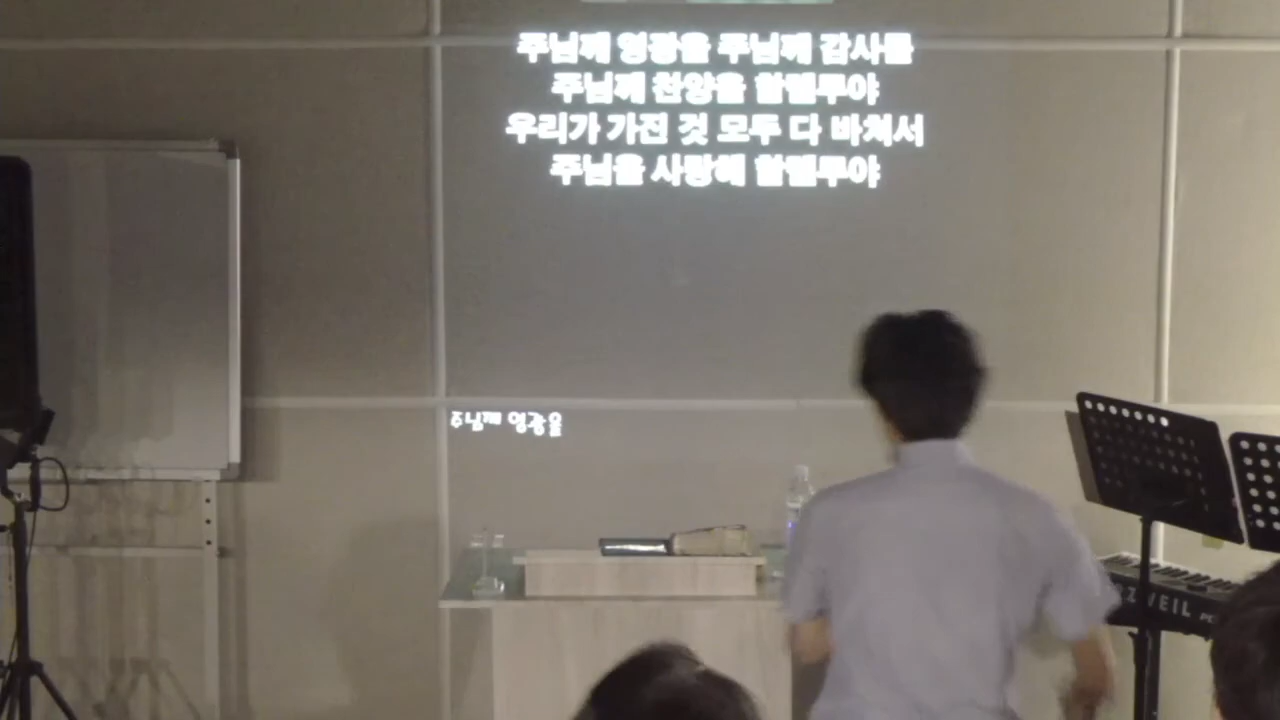 주님께 영광을 주님께 감사를
주님께 찬양을 할렐루야
우리가 가진 것 모두 다 바쳐서
주님을 사랑해 할렐루야
주님께 영광을